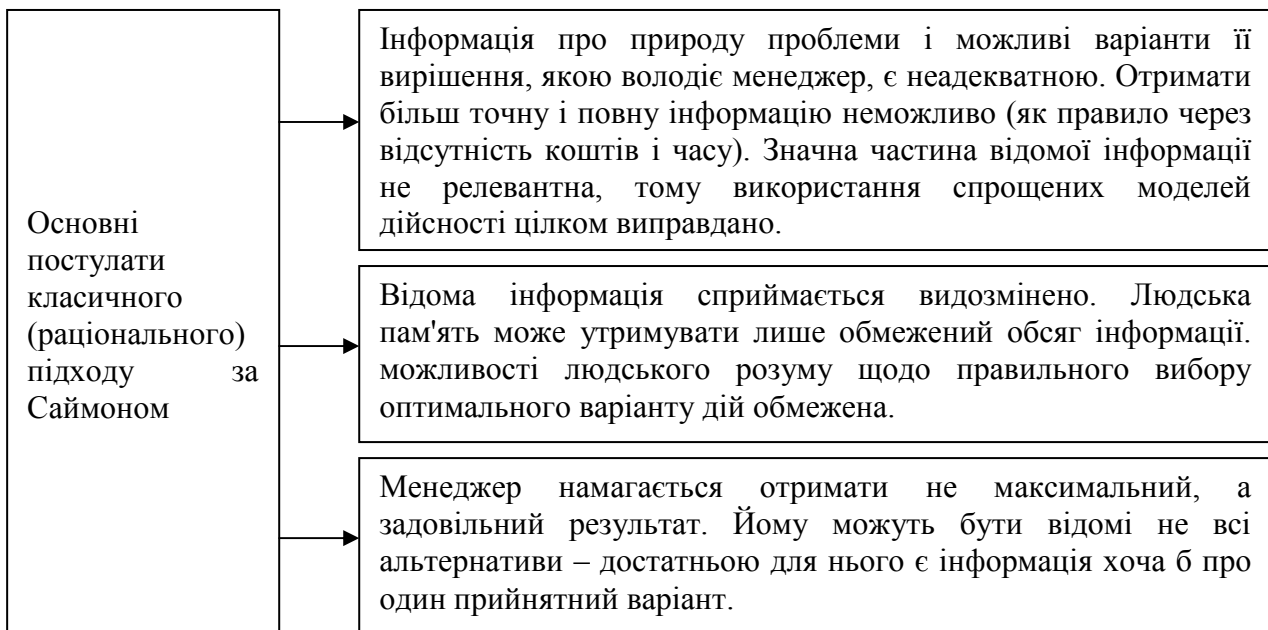 Основні
постулати
класичного
(раціонального)
підходу за
Саймоном
Інформація про природу проблеми і можливі варіанти її
вирішення, якою володіє менеджер, є неадекватною. Отримати
більш точну і повну інформацію неможливо (як правило через
відсутність коштів і часу). Значна частина відомої інформації
не релевантна, тому використання спрощених моделей
дійсності цілком виправдано.
Відома інформація сприймається видозмінено. Людська
пам'ять може утримувати лише обмежений обсяг інформації.
можливості людського розуму щодо правильного вибору
оптимального варіанту дій обмежена.
Менеджер намагається отримати не максимальний, а
задовільний результат. Йому можуть бути відомі не всі
альтернативи – достатньою для нього є інформація хоча б про
один прийнятний варіант.